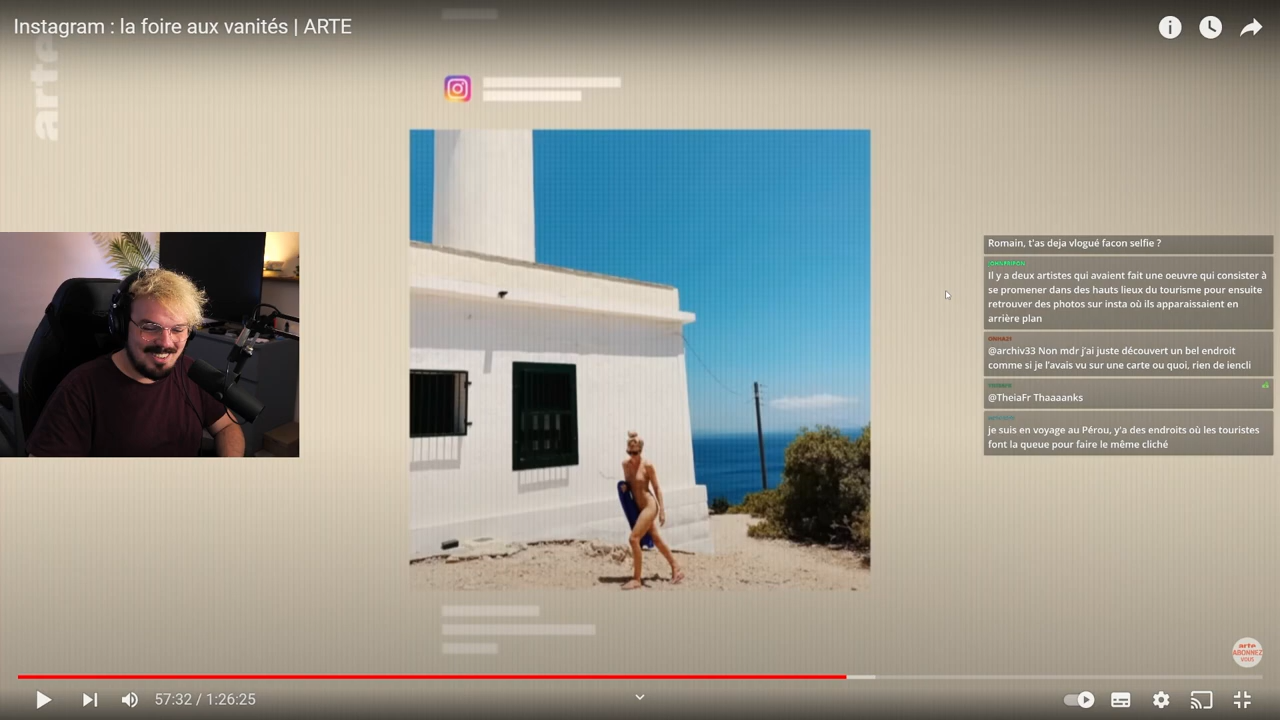 Instagram : la foire aux vanités | ARTE
arte
Romain, t'as deja vlogué facon selfie ?
Il y a deux artistes qui avaient fait une oeuvre qui consister à
se promener dans des hauts lieux du tourisme pour ensuite
retrouver des photos sur insta où ils apparaissaient en
arrière plan
@archiv33 Non mdr j'ai juste découvert un bel endroit
comme si je l'avais vu sur une carte ou quoi, rien de iencli
@TheiaFr Thaaaanks
je suis en voyage au Pérou, y'a des endroits où les touristes
font la queue pour faire le même cliché
arte
ABONNEZ
VOUS
57:32 / 1:26:25